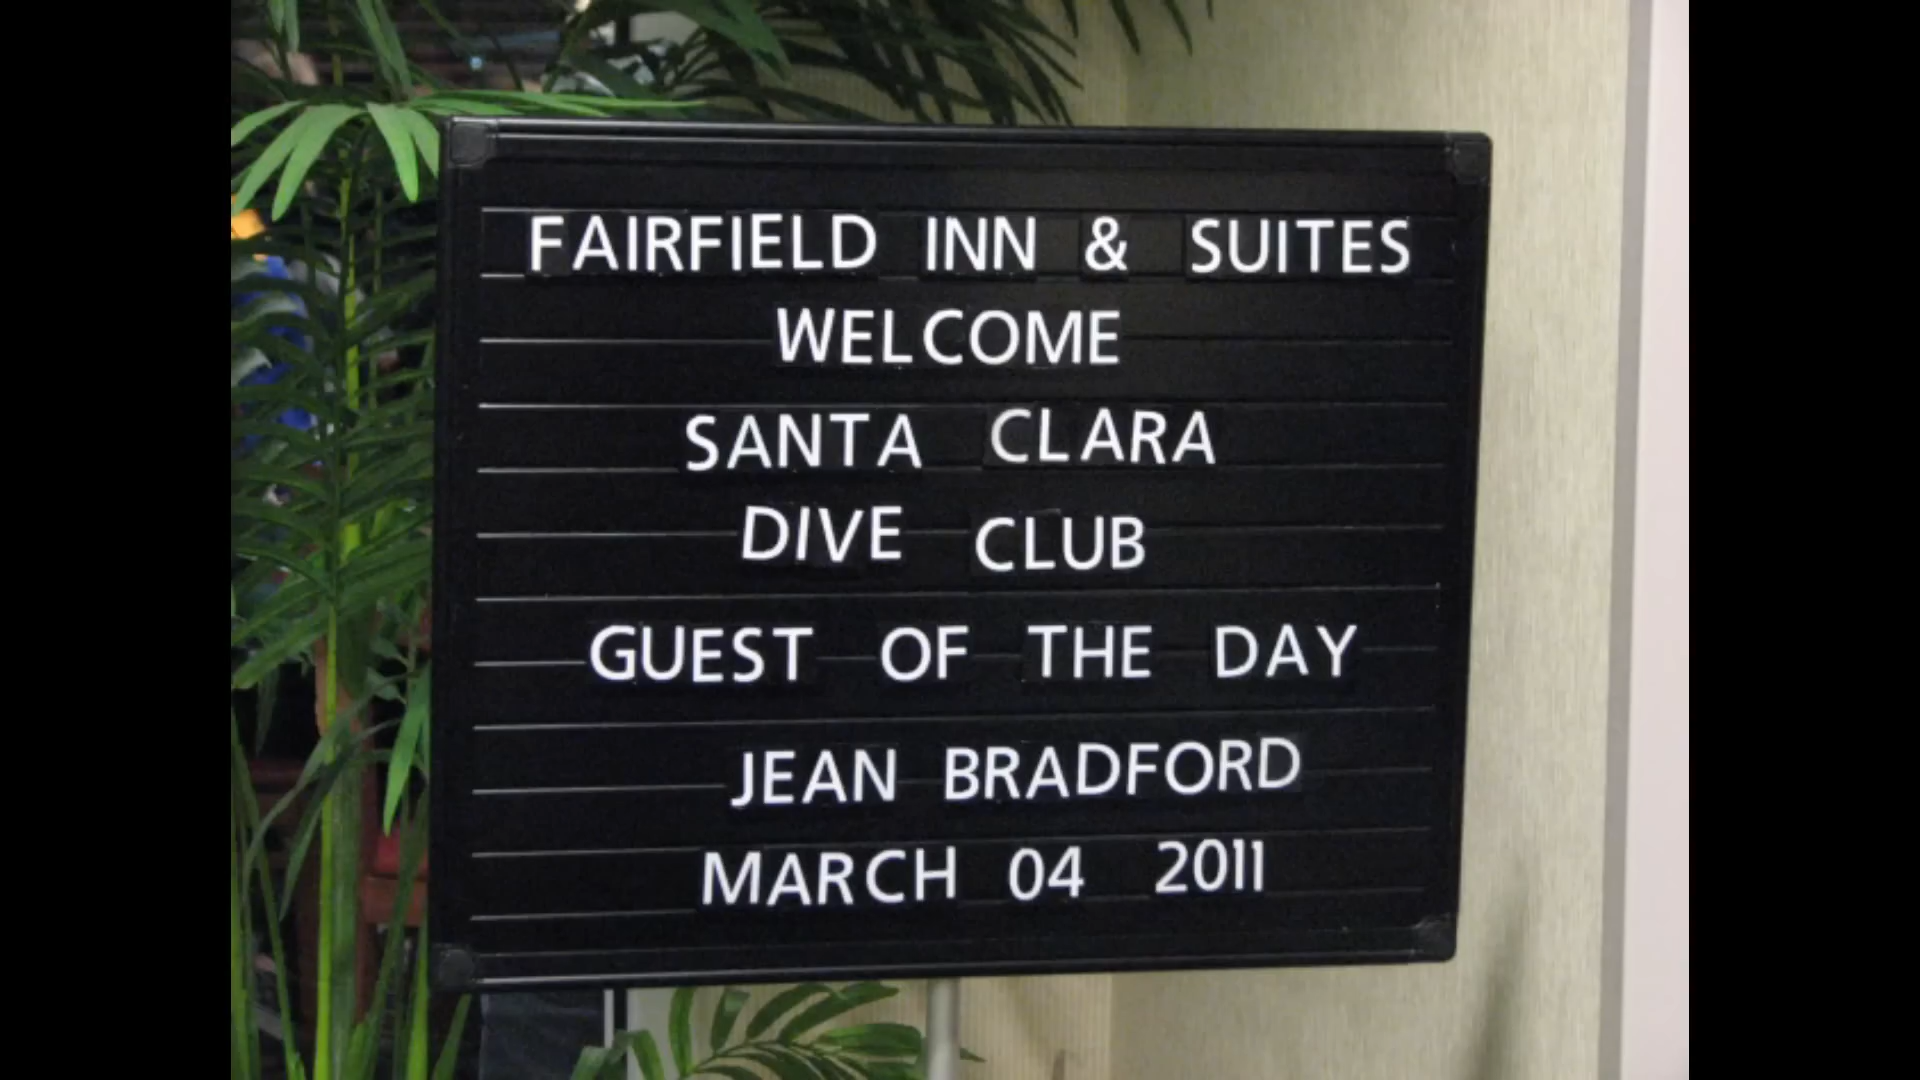 FAIRFIELD INN & SUITES
WELCOME
SANTA CLARA
DIVE CLUB
GUEST OF THE DAY
JEAN BRADFORD
MARCH 04 2011